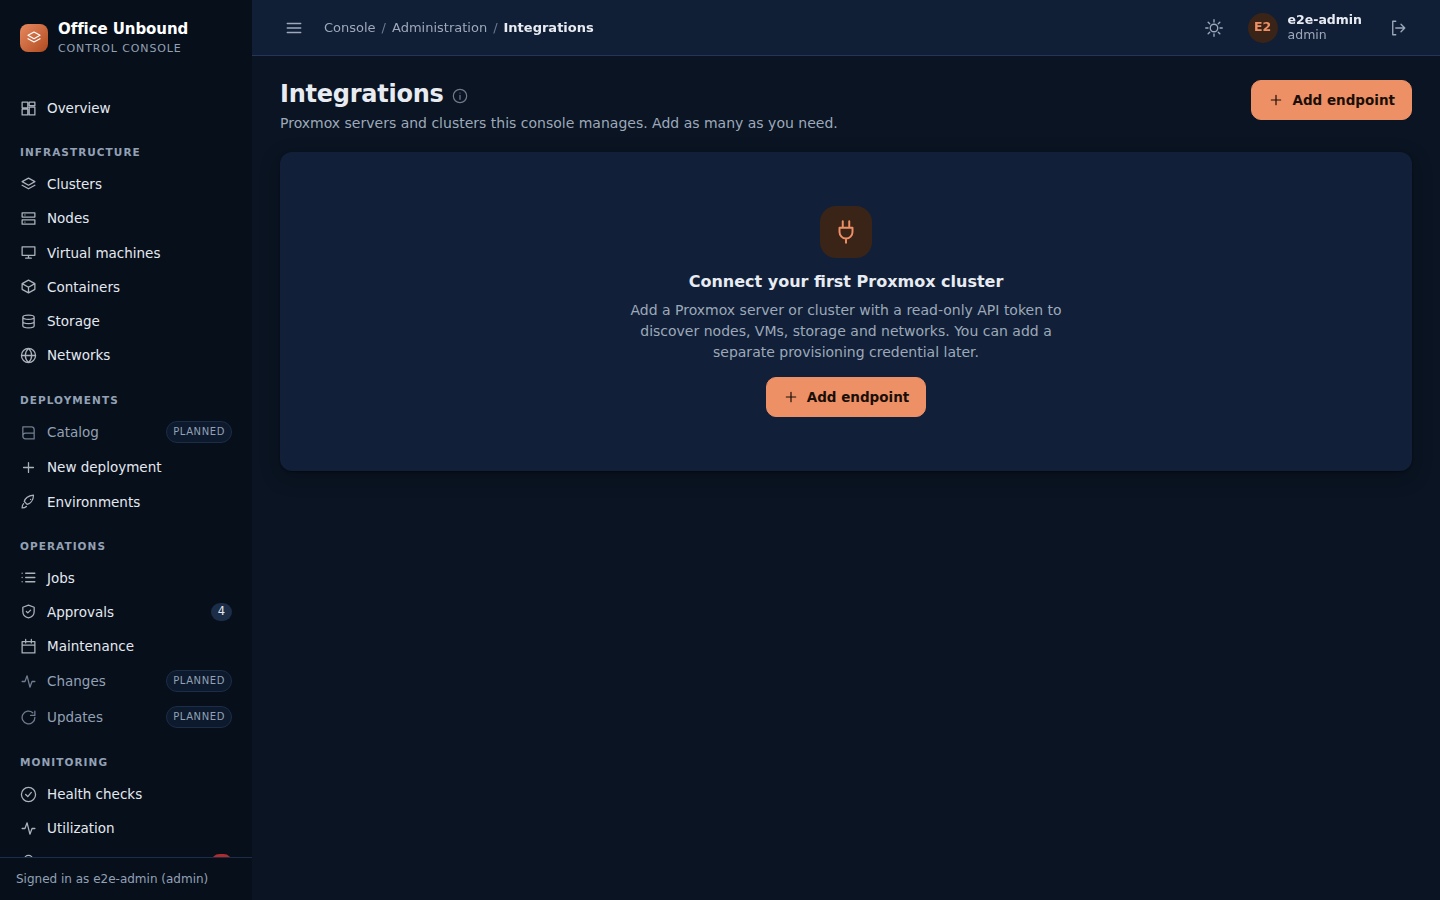 Office Unbound
CONTROL CONSOLE
Overview
INFRASTRUCTURE
Clusters
Nodes
Virtual machines
Containers
Storage
Networks
DEPLOYMENTS
Catalog PLANNED
New deployment
Environments
OPERATIONS
Jobs
Approvals 4
Maintenance
Changes PLANNED
Updates PLANNED
MONITORING
Health checks
Utilization
Signed in as e2e-admin (admin)
Console / Administration / Integrations
E2
e2e-admin
admin
Integrations
Proxmox servers and clusters this console manages. Add as many as you need.
Add endpoint
Connect your first Proxmox cluster
Add a Proxmox server or cluster with a read-only API token to
discover nodes, VMs, storage and networks. You can add a
separate provisioning credential later.
Add endpoint